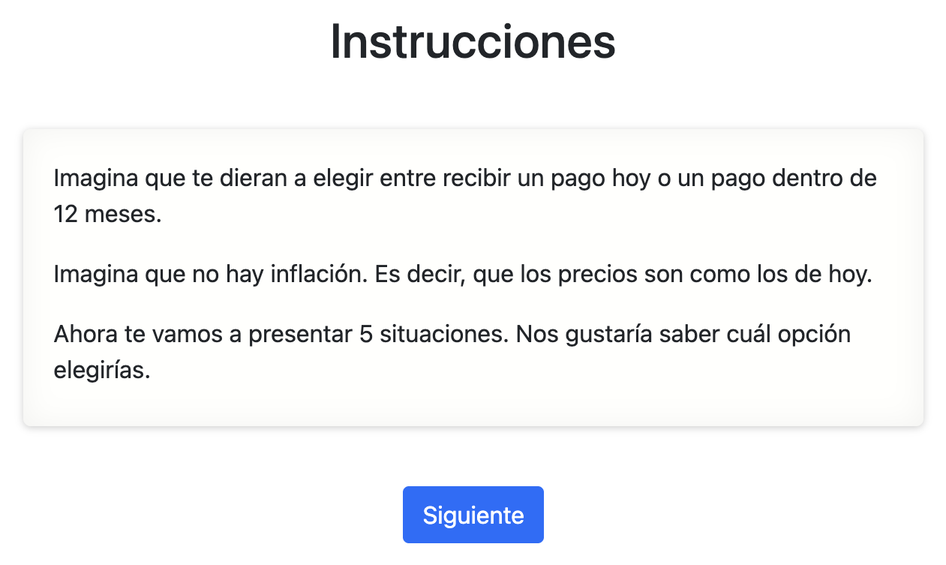 Instrucciones
Imagina que te dieran a elegir entre recibir un pago hoy o un pago dentro de
12 meses.
Imagina que no hay inflación. Es decir, que los precios son como los de hoy.
Ahora te vamos a presentar 5 situaciones. Nos gustaría saber cuál opción
elegirías.
Siguiente